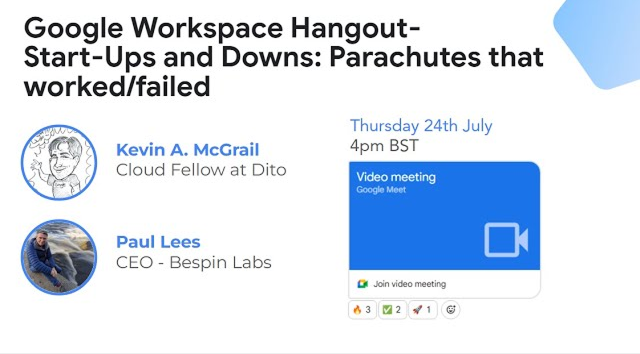 Google Workspace Hangout-
Start-Ups and Downs: Parachutes that
worked/failed
Kevin A. McGrail
Cloud Fellow at Dito
Paul Lees
CEO - Bespin Labs
Thursday 24th July
4pm BST
Video meeting
Google Meet
Join video meeting
🔥 3 ✅ 2 🚀 1